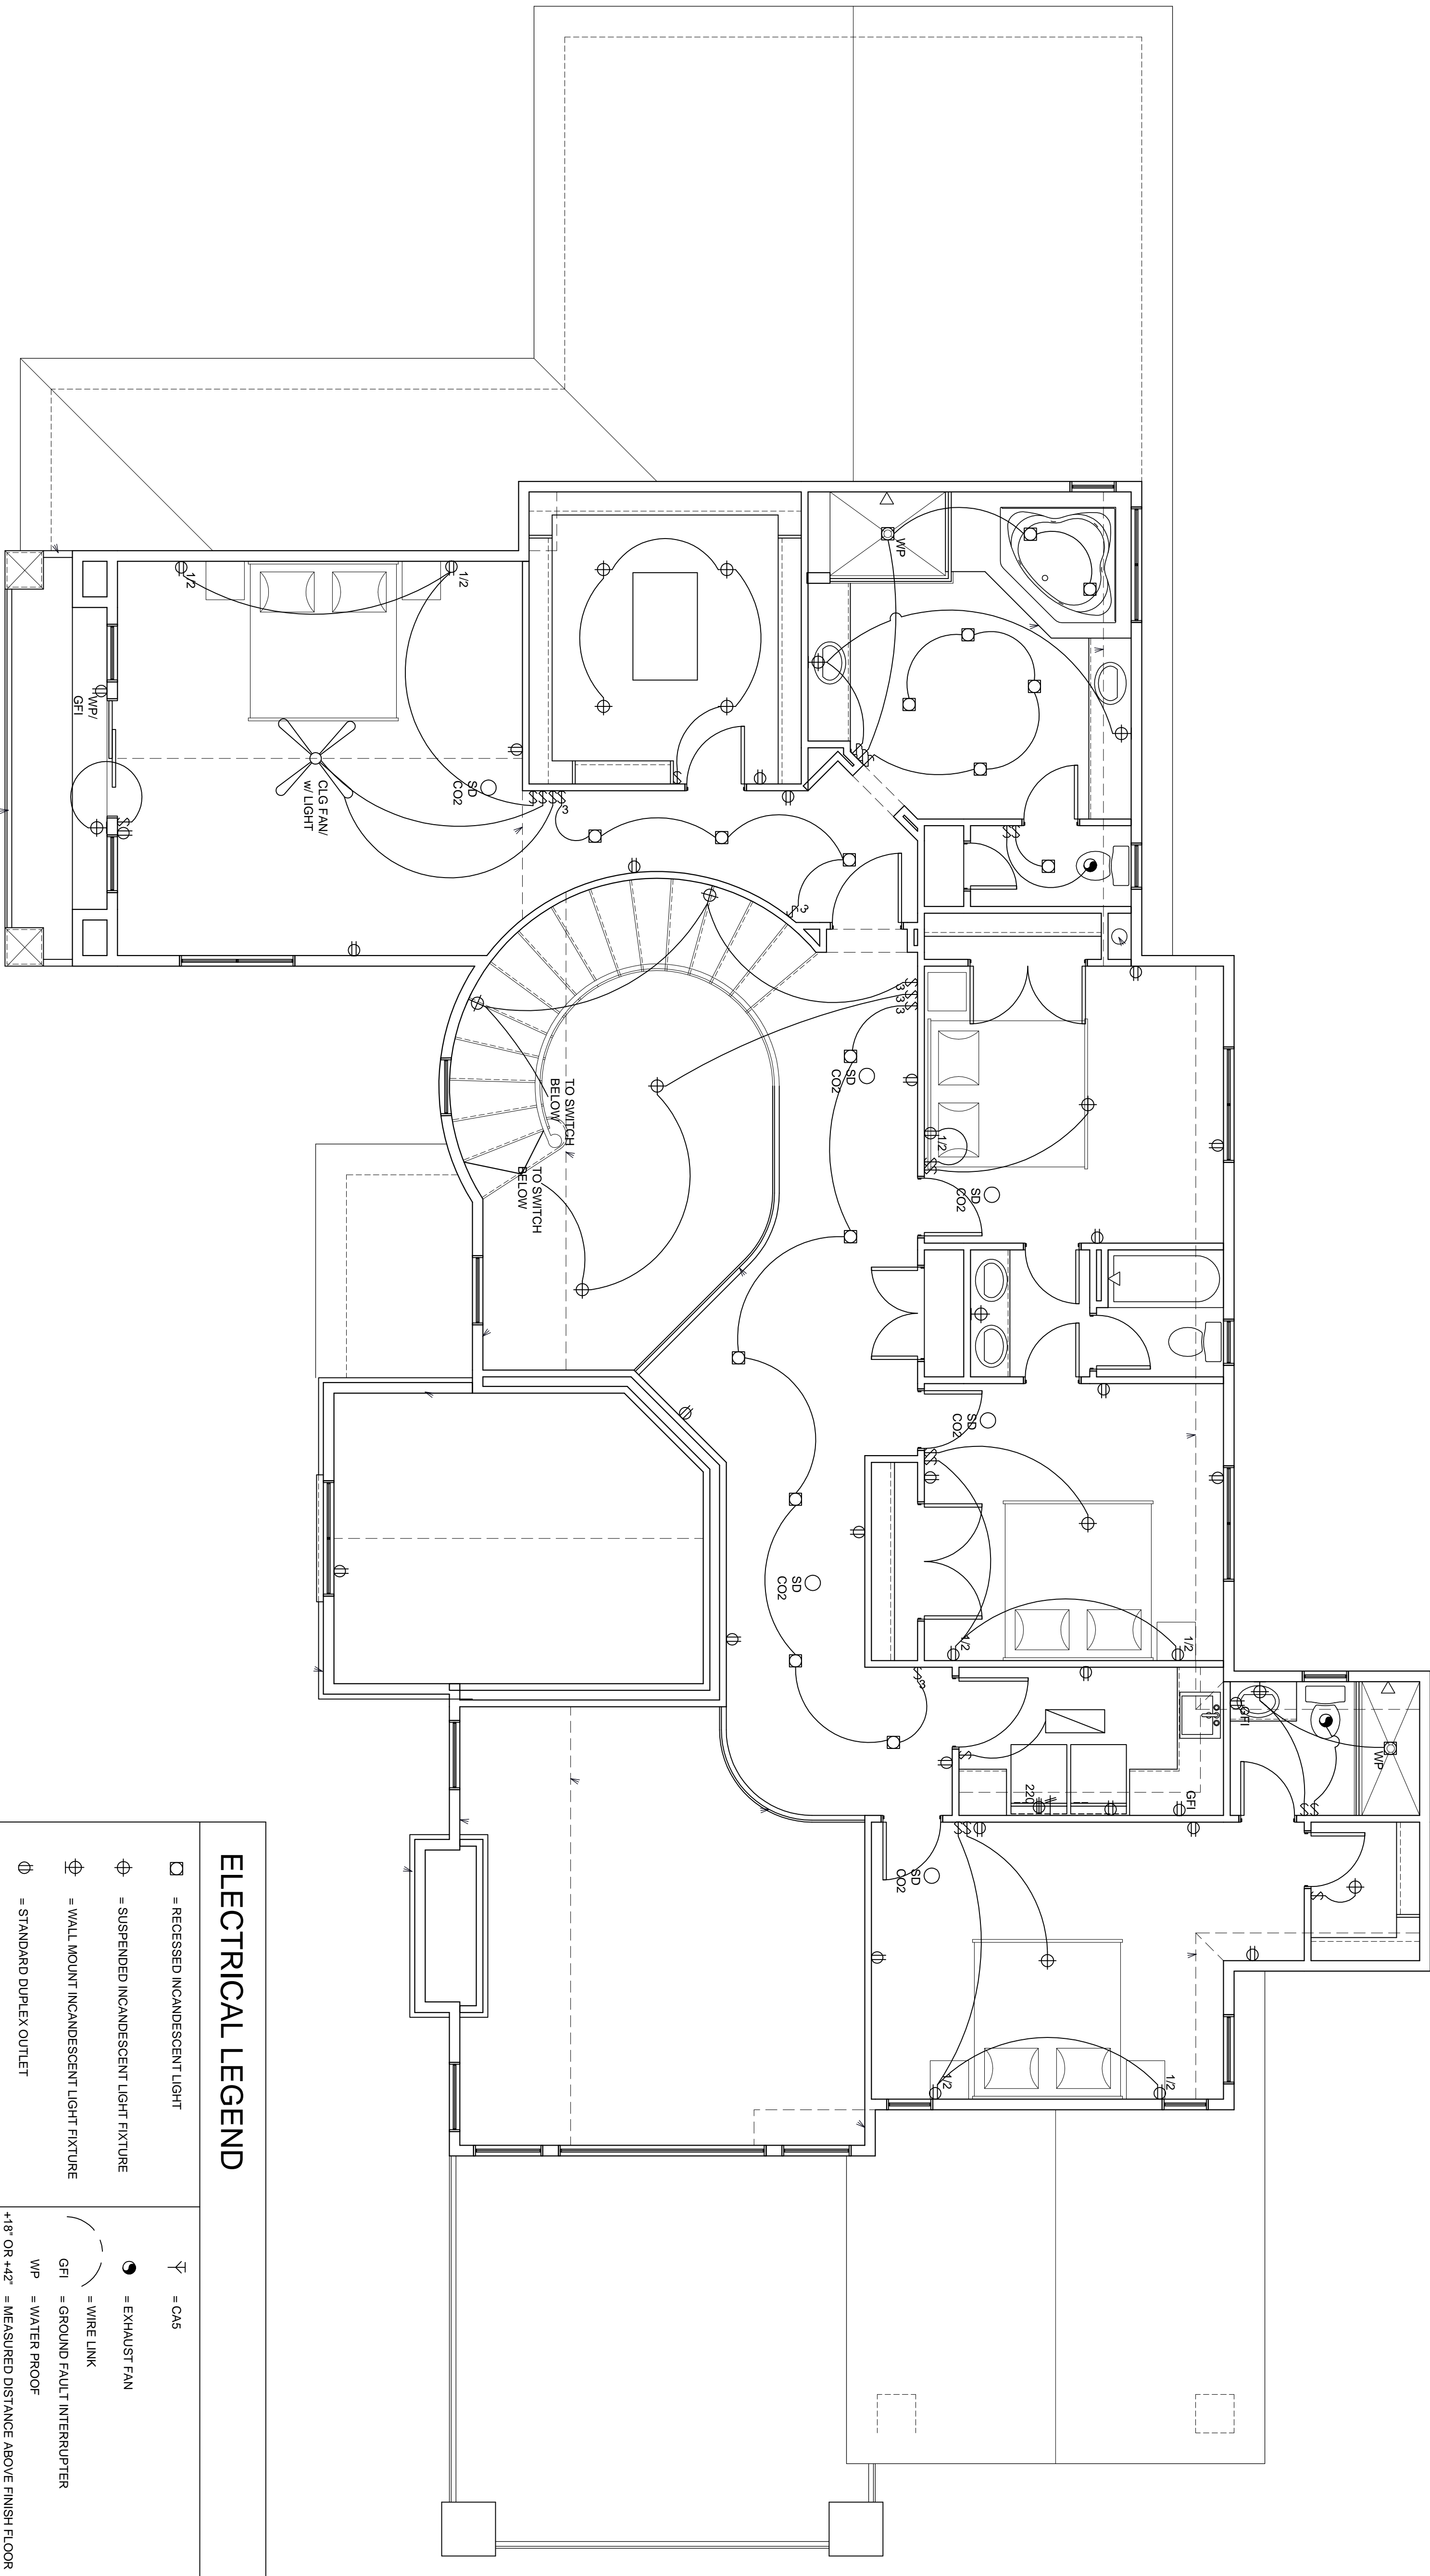 WP
1/2
1/2
WP/
GFI
CLG FAN/
w/ LIGHT
SD
CO2
3
3
3
3
3
SD
CO2
TO SWITCH
BELOW
TO SWITCH
BELOW
1/2
SD
CO2
SD
CO2
SD
CO2
1/2
1/2
3
GFI
WP
220
GFI
SD
CO2
1/2
1/2
ELECTRICAL LEGEND
= RECESSED INCANDESCENT LIGHT
= SUSPENDED INCANDESCENT LIGHT FIXTURE
= WALL MOUNT INCANDESCENT LIGHT FIXTURE
= STANDARD DUPLEX OUTLET
= CA5
= EXHAUST FAN
= WIRE LINK
GFI = GROUND FAULT INTERRUPTER
WP = WATER PROOF
+18" OR +42" = MEASURED DISTANCE ABOVE FINISH FLOOR